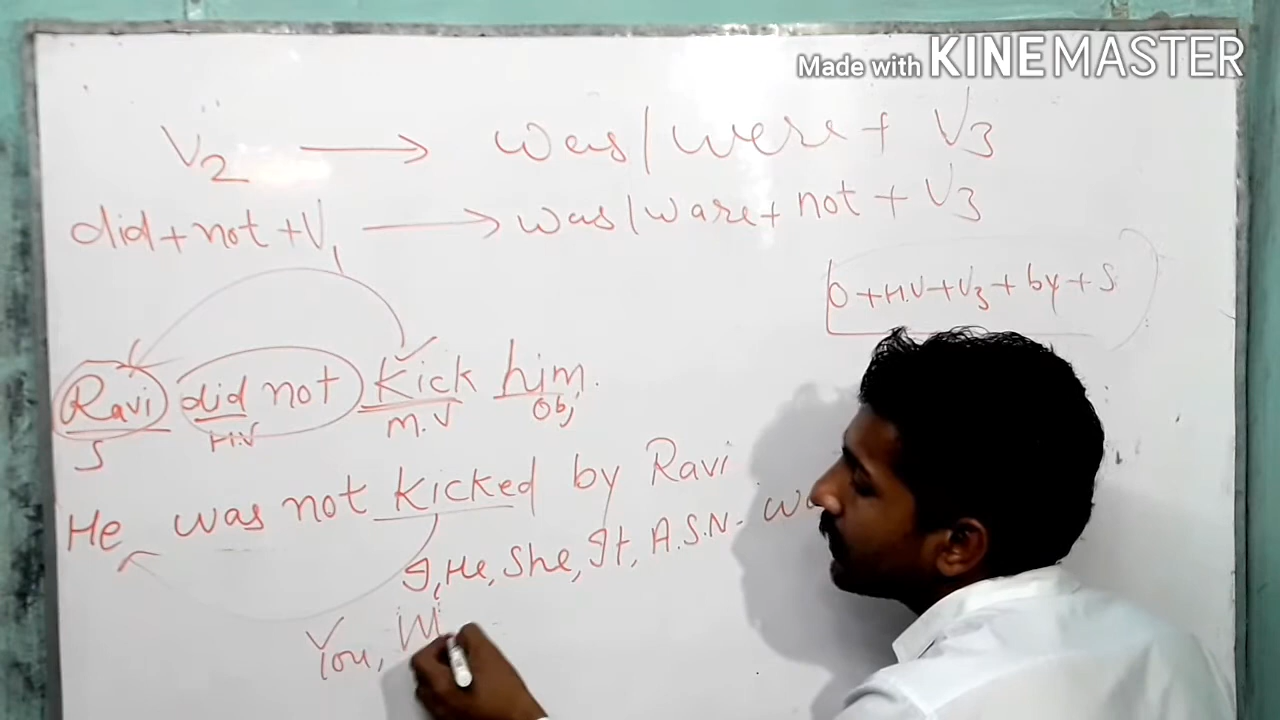 Made with KINEMASTER
V2 → was/were + V3
did + not + V1 → was/ware + not + V3
O + H.V + V3 + by + S
Ravi did not Kick him.
S H.V M.V Obj
He was not kicked by Ravi
I, He, She, It, A.S.N -
You,